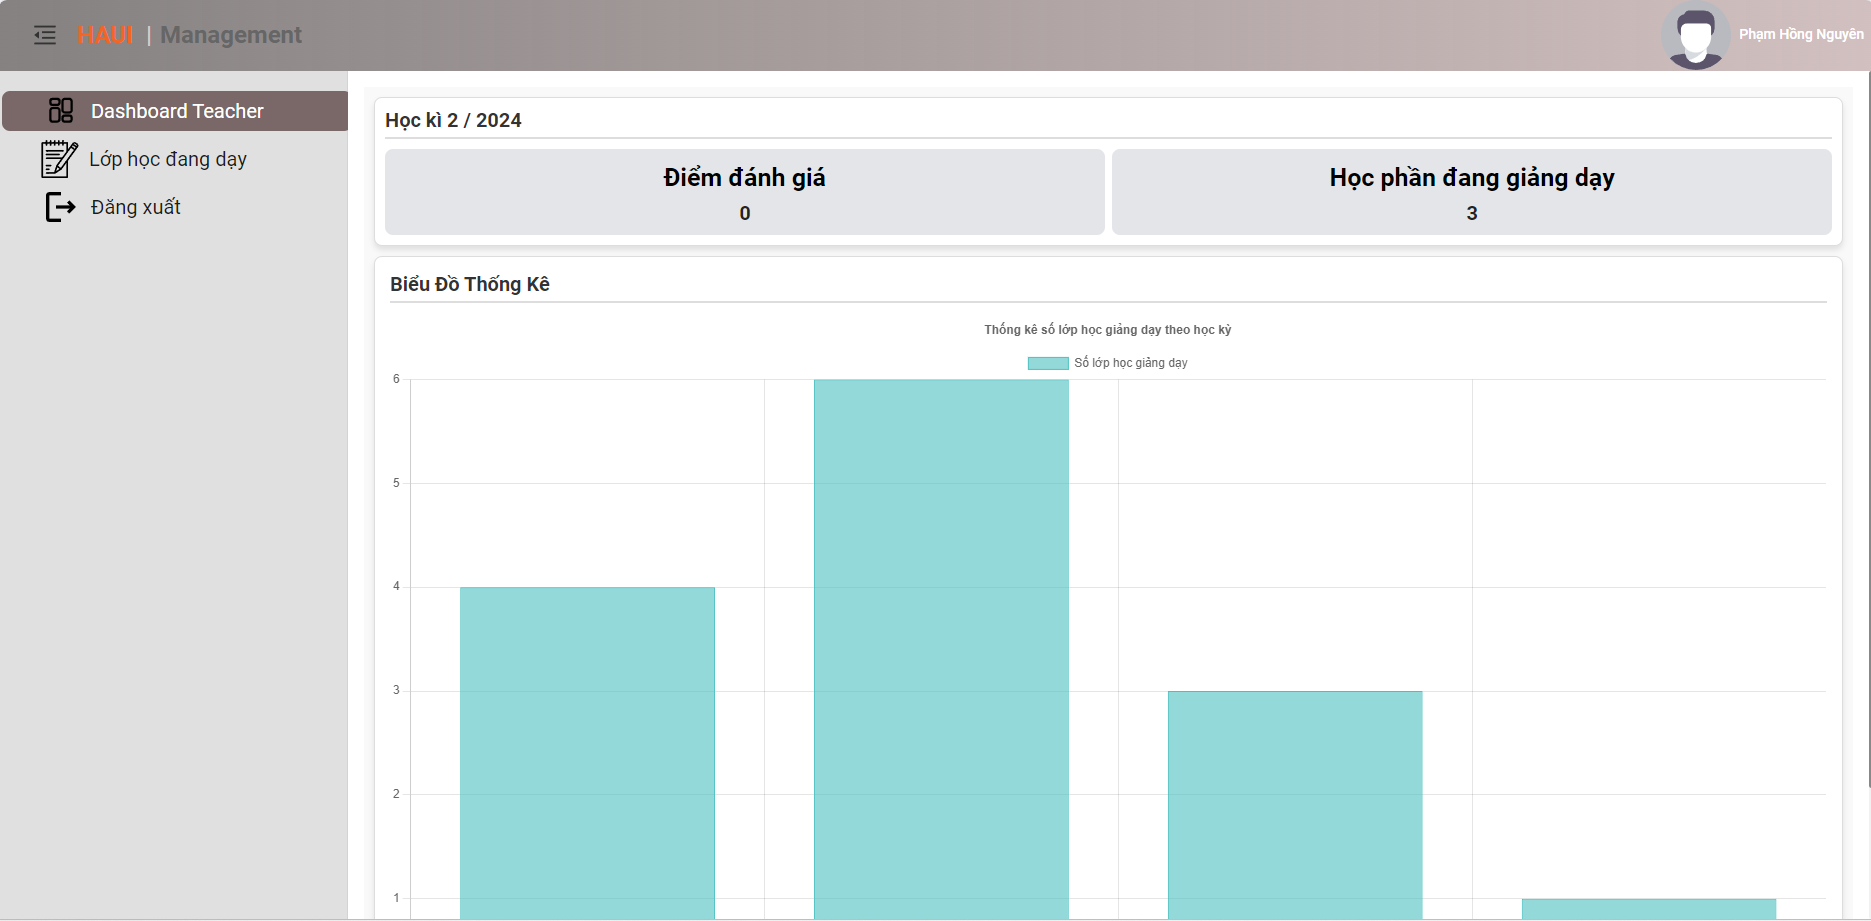 HAUI | Management
Phạm Hồng Nguyên
Dashboard Teacher
Lớp học đang dạy
Đăng xuất
Học kì 2 / 2024
Điểm đánh giá
0
Học phần đang giảng dạy
3
Biểu Đồ Thống Kê
Thống kê số lớp học giảng dạy theo học kỳ
Số lớp học giảng dạy
6
5
4
3
2
1